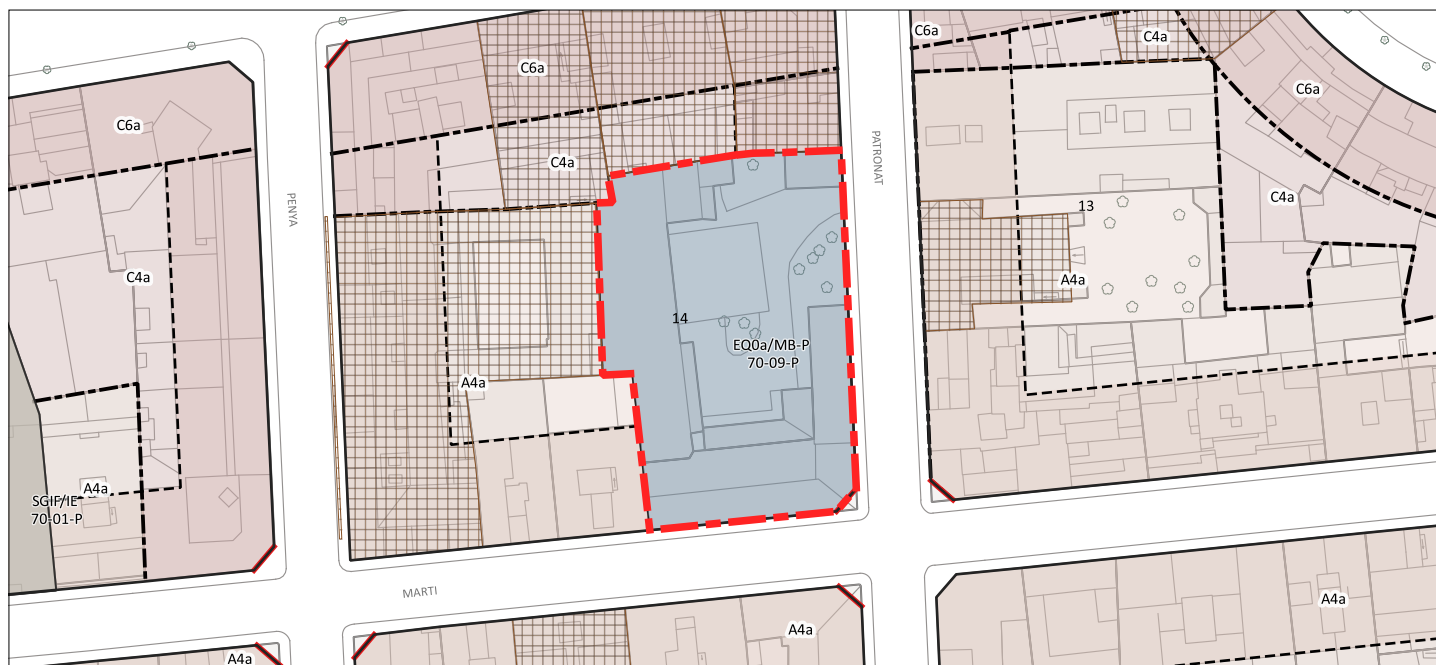 C6a
C4a
C6a
C6a
C6a
C4a
C4a
C4a
PENYA
PATRONAT
13
A4a
14
EQ0a/MB-P
70-09-P
A4a
A4a
SGIF/IE
70-01-P
MARTI
A4a
A4a
A4a